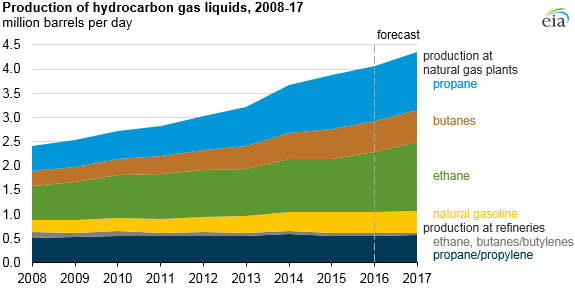 Production of hydrocarbon gas liquids, 2008-17
million barrels per day
eia
forecast
4.5
4.0
3.5
3.0
2.5
2.0
1.5
1.0
0.5
0.0
production at
natural gas plants
propane
butanes
ethane
natural gasoline
production at refineries
ethane, butanes/butylenes
propane/propylene
2008 2009 2010 2011 2012 2013 2014 2015 2016 2017